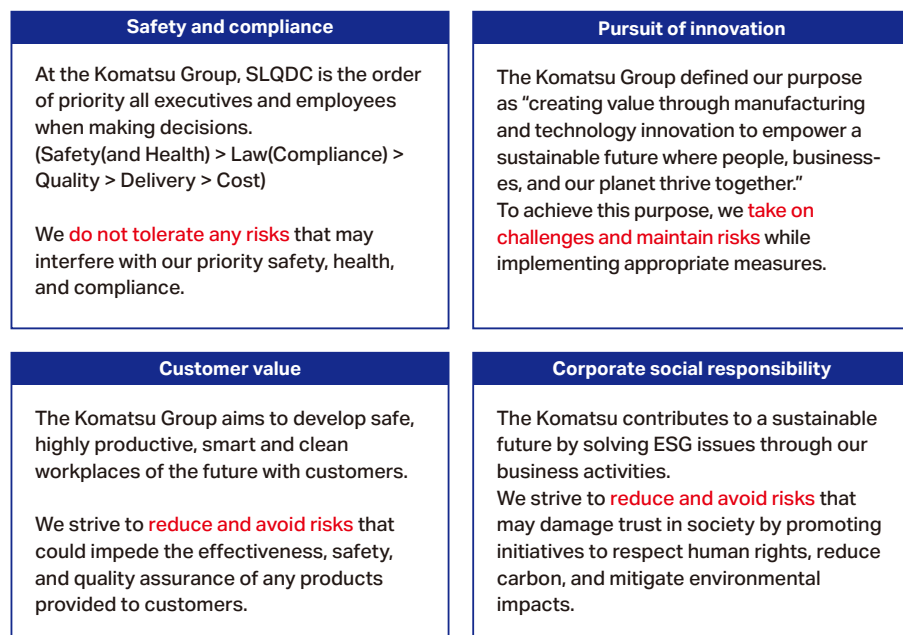 Safety and compliance
At the Komatsu Group, SLQDC is the order
of priority all executives and employees
when making decisions.
(Safety(and Health) > Law(Compliance) >
Quality > Delivery > Cost)
We do not tolerate any risks that may
interfere with our priority safety, health,
and compliance.
Pursuit of innovation
The Komatsu Group defined our purpose
as “creating value through manufacturing
and technology innovation to empower a
sustainable future where people, business-
es, and our planet thrive together.”
To achieve this purpose, we take on
challenges and maintain risks while
implementing appropriate measures.
Customer value
The Komatsu Group aims to develop safe,
highly productive, smart and clean
workplaces of the future with customers.
We strive to reduce and avoid risks that
could impede the effectiveness, safety,
and quality assurance of any products
provided to customers.
Corporate social responsibility
The Komatsu contributes to a sustainable
future by solving ESG issues through our
business activities.
We strive to reduce and avoid risks that
may damage trust in society by promoting
initiatives to respect human rights, reduce
carbon, and mitigate environmental
impacts.